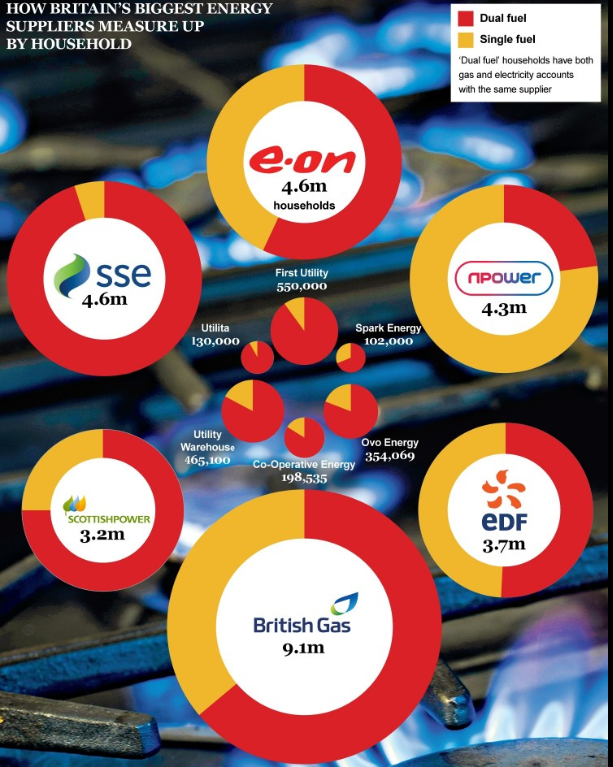 HOW BRITAIN'S BIGGEST ENERGY
SUPPLIERS MEASURE UP
BY HOUSEHOLD
Dual fuel
Single fuel
'Dual fuel' households have both
gas and electricity accounts
with the same supplier
e·on
4.6m
households
sse
4.6m
npower
4.3m
First Utility
550,000
Utilita
130,000
Spark Energy
102,000
Utility
Warehouse
465,100
Co-Operative Energy
198,535
Ovo Energy
354,069
SCOTTISHPOWER
3.2m
eDF
3.7m
British Gas
9.1m